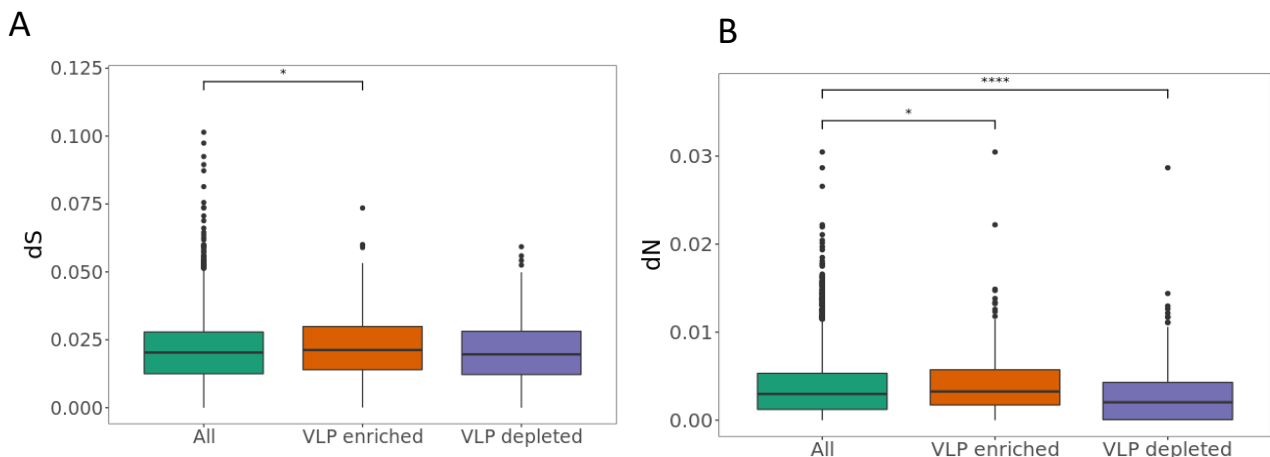 A
0.125
0.100
0.075
0.050
0.025
0.000
dS
*
All VLP enriched VLP depleted
B
0.03
0.02
0.01
0.00
dN
****
*
All VLP enriched VLP depleted